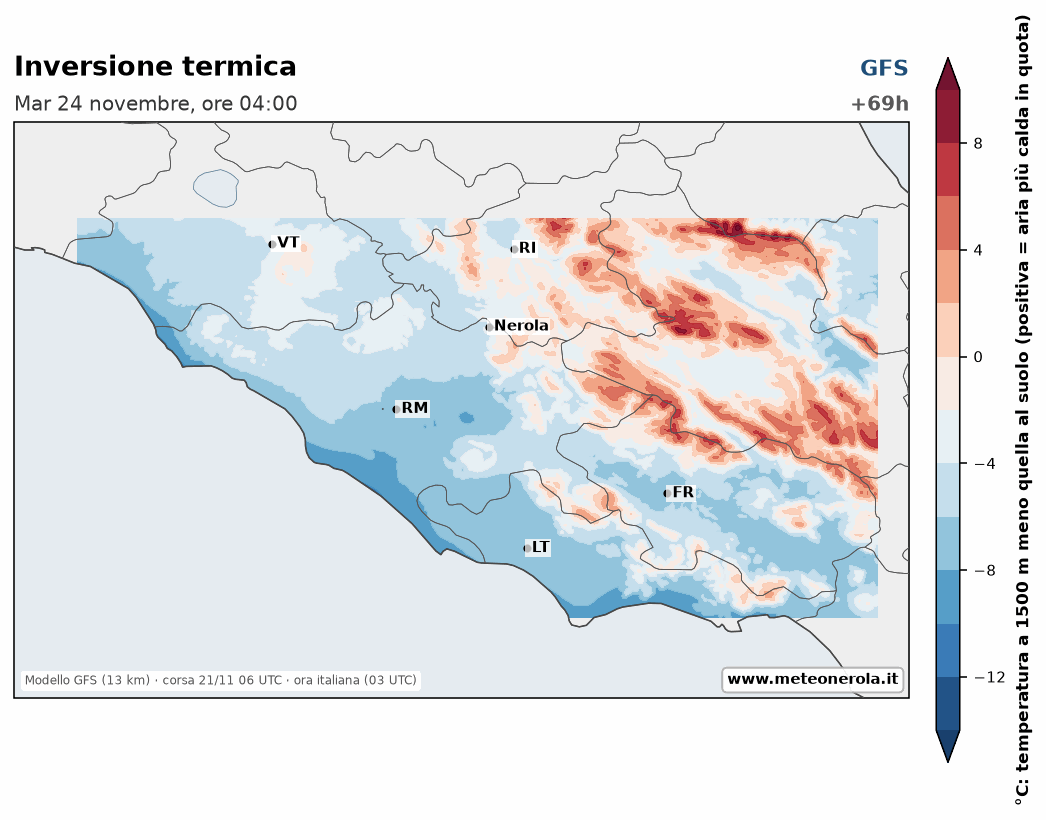 Inversione termica
GFS
Mar 24 novembre, ore 04:00
+69h
VT
RI
Nerola
RM
FR
LT
8
4
0
−4
−8
−12
°C: temperatura a 1500 m meno quella al suolo (positiva = aria più calda in quota)
Modello GFS (13 km) · corsa 21/11 06 UTC · ora italiana (03 UTC)
www.meteonerola.it